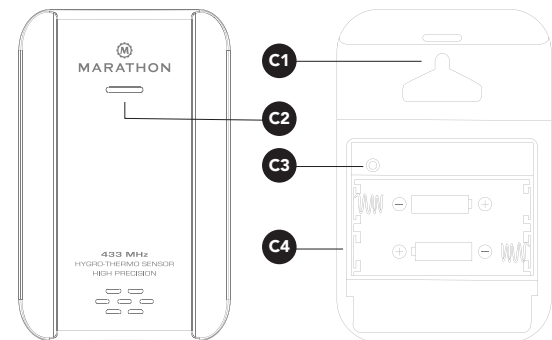 MARATHON
433 MHz
HYGRO-THERMO SENSOR
HIGH PRECISION
C1
C2
C3
C4